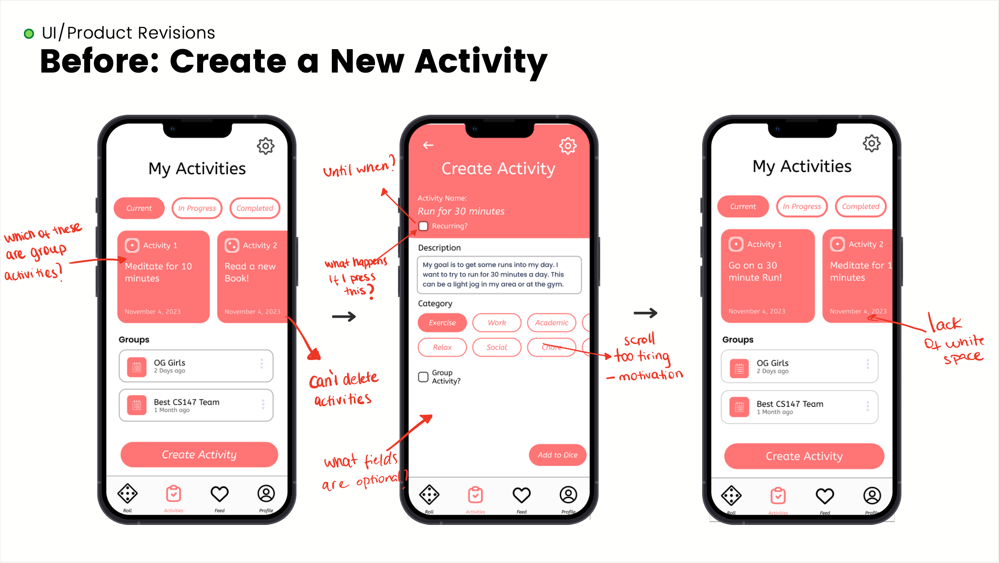 UI/Product Revisions
Before: Create a New Activity
My Activities
Current
In Progress
Completed
Activity 1
Meditate for 10
minutes
November 4, 2023
Activity 2
Read a new
Book!
November 4, 2023
Groups
OG Girls
2 Days ago
Best CS147 Team
1 Month ago
Create Activity
Roll
Activities
Feed
Profile
which of these
are group
activities?
can't delete
activities
Create Activity
Activity Name:
Run for 30 minutes
Recurring?
Description
My goal is to get some runs into my day. I
want to try to run for 30 minutes a day. This
can be a light jog in my area or at the gym.
Category
Exercise
Work
Academic
Relax
Social
Chore
Group
Activity?
Add to Dice
Roll
Activities
Feed
Profile
Until when?
what happens
if I press
this?
what fields
are optional?
scroll
too tiring
- motivation
My Activities
Current
In Progress
Completed
Activity 1
Go on a 30
minute Run!
November 4, 2023
Activity 2
Meditate for 1
minutes
November 4, 2023
Groups
OG Girls
2 Days ago
Best CS147 Team
1 Month ago
Create Activity
Roll
Activities
Feed
Profile
lack
of white
space